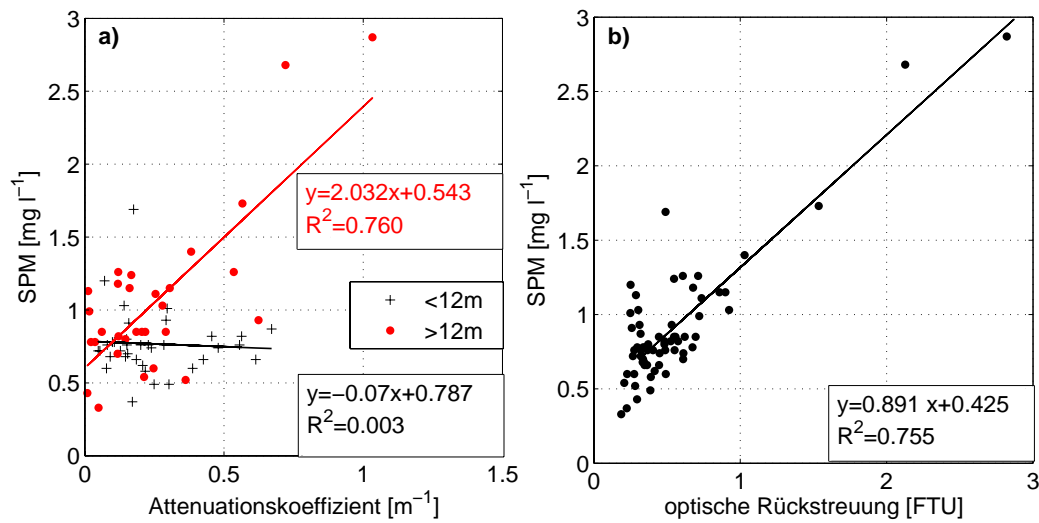 a)
3
2.5
2
1.5
1
0.5
0
SPM [mg l⁻¹]
y=2.032x+0.543
R²=0.760
<12m
>12m
y=−0.07x+0.787
R²=0.003
0 0.5 1 1.5
Attenuationskoeffizient [m⁻¹]
b)
3
2.5
2
1.5
1
0.5
0
SPM [mg l⁻¹]
y=0.891 x+0.425
R²=0.755
0 1 2 3
optische Rückstreuung [FTU]